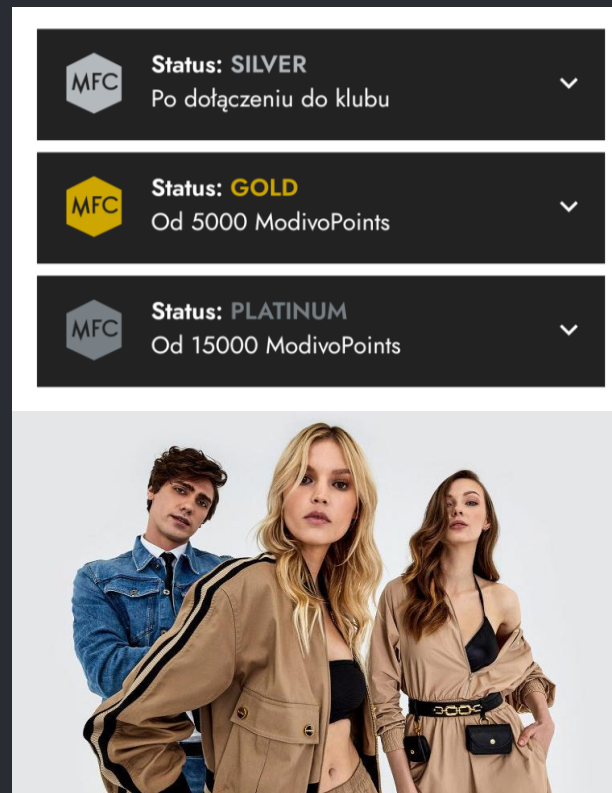 MFC
Status: SILVER
Po dołączeniu do klubu
MFC
Status: GOLD
Od 5000 ModivoPoints
MFC
Status: PLATINUM
Od 15000 ModivoPoints